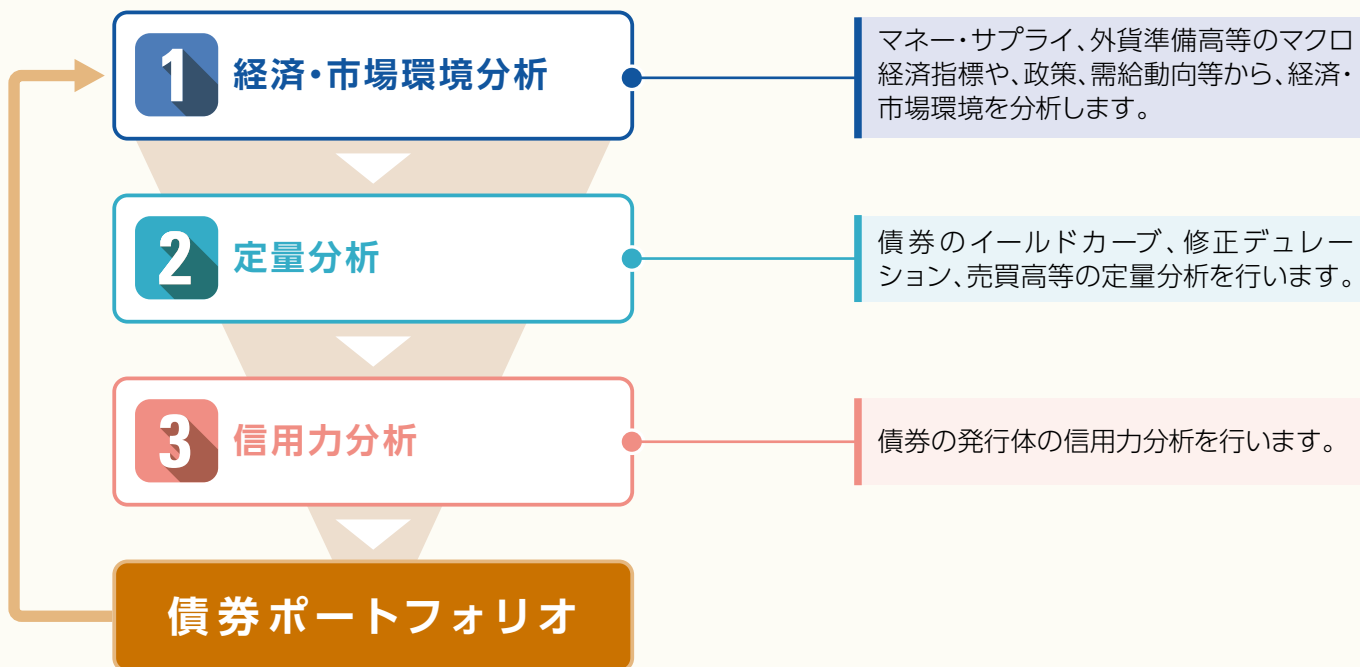 1 経済・市場環境分析
マネー・サプライ、外貨準備高等のマクロ
経済指標や、政策、需給動向等から、経済・
市場環境を分析します。
2 定量分析
債券のイールドカーブ、修正デュレー
ション、売買高等の定量分析を行います。
3 信用力分析
債券の発行体の信用力分析を行います。
債券ポートフォリオ